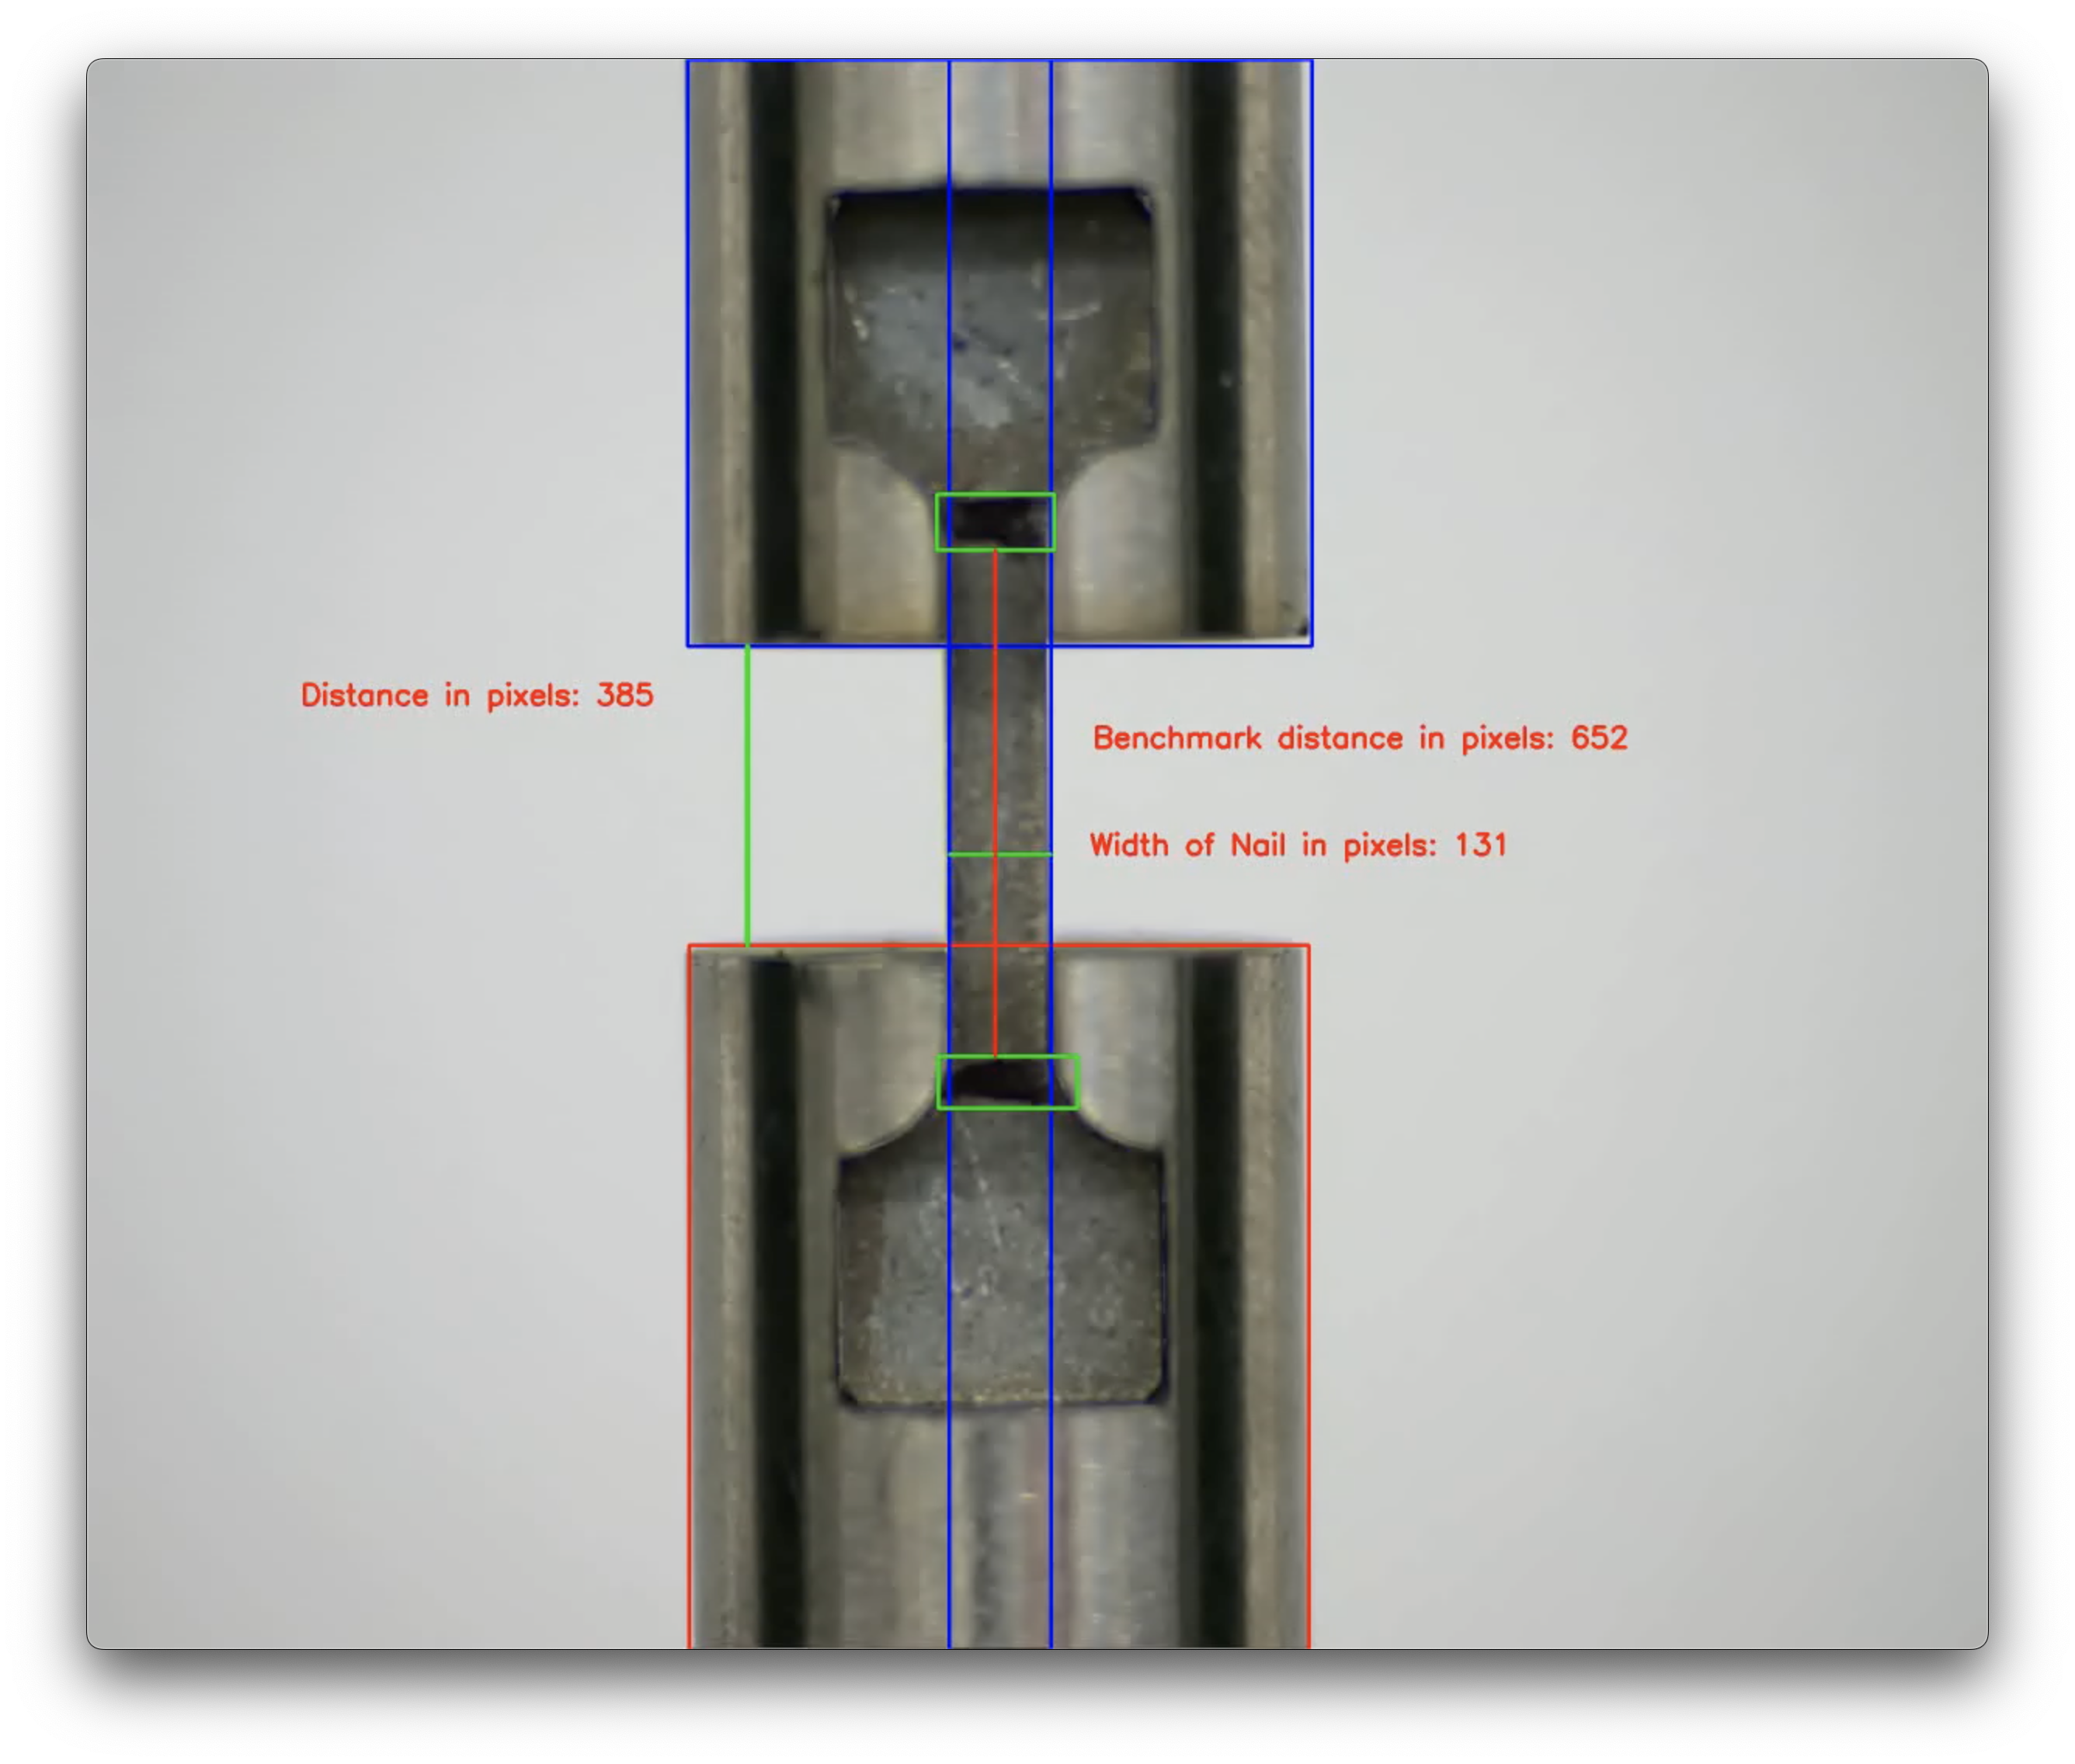 Distance in pixels: 385
Benchmark distance in pixels: 652
Width of Nail in pixels: 131